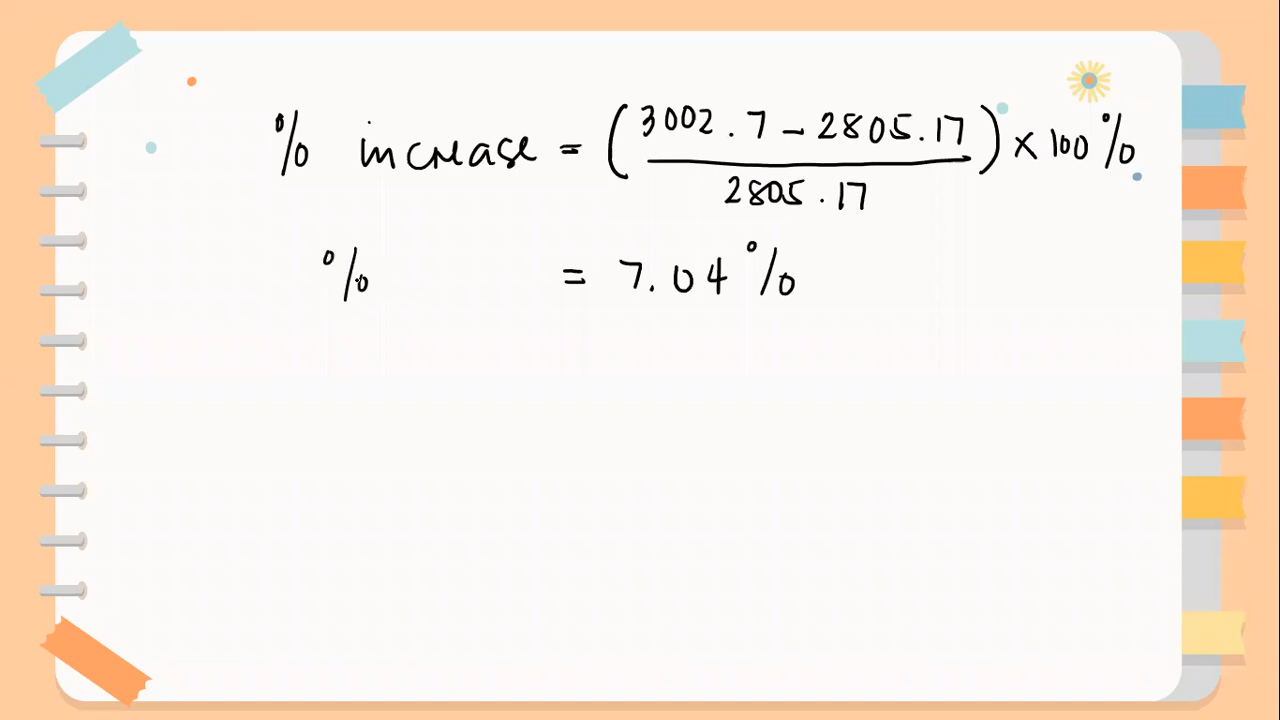 % increase = (3002.7 - 2805.17 / 2805.17) × 100%
% = 7.04%